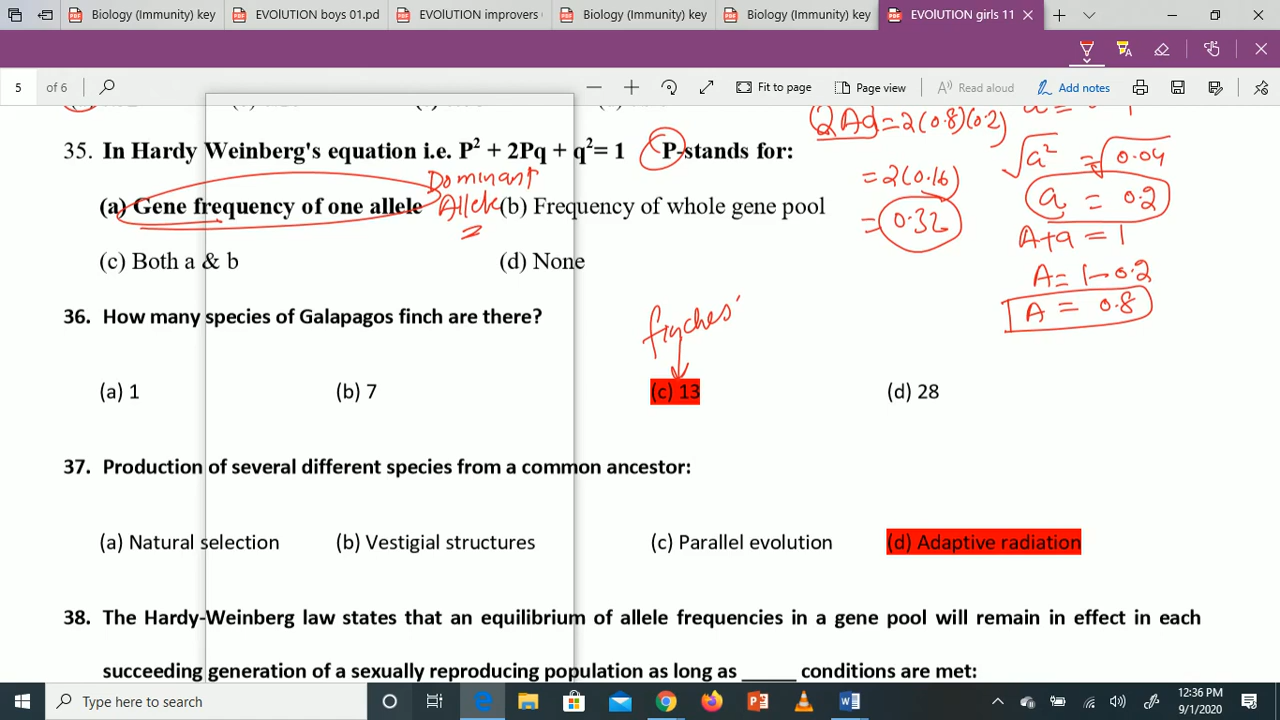 Biology (Immunity) key
EVOlUTION boys 01.pd
EVOlUTION improvers
Biology (Immunity) key
Biology (Immunity) key
EVOlUTION girls 11
5 of 6
Fit to page
Page view
Read aloud
Add notes
(2Aa) = 2(0.8)(0.2)
35. In Hardy Weinberg's equation i.e. P² + 2Pq + q²= 1 P-stands for:
√a² = √0.04
= 2(0.16)
Dominant
(a) Gene frequency of one allele
Allele
(b) Frequency of whole gene pool
= 0.32
a = 0.2
A+a = 1
(c) Both a & b
(d) None
A = 1-0.2
A = 0.8
36. How many species of Galapagos finch are there?
finches
(a) 1
(b) 7
(c) 13
(d) 28
37. Production of several different species from a common ancestor:
(a) Natural selection
(b) Vestigial structures
(c) Parallel evolution
(d) Adaptive radiation
38. The Hardy-Weinberg law states that an equilibrium of allele frequencies in a gene pool will remain in effect in each
succeeding generation of a sexually reproducing population as long as _____ conditions are met:
Type here to search
12:36 PM
9/1/2020